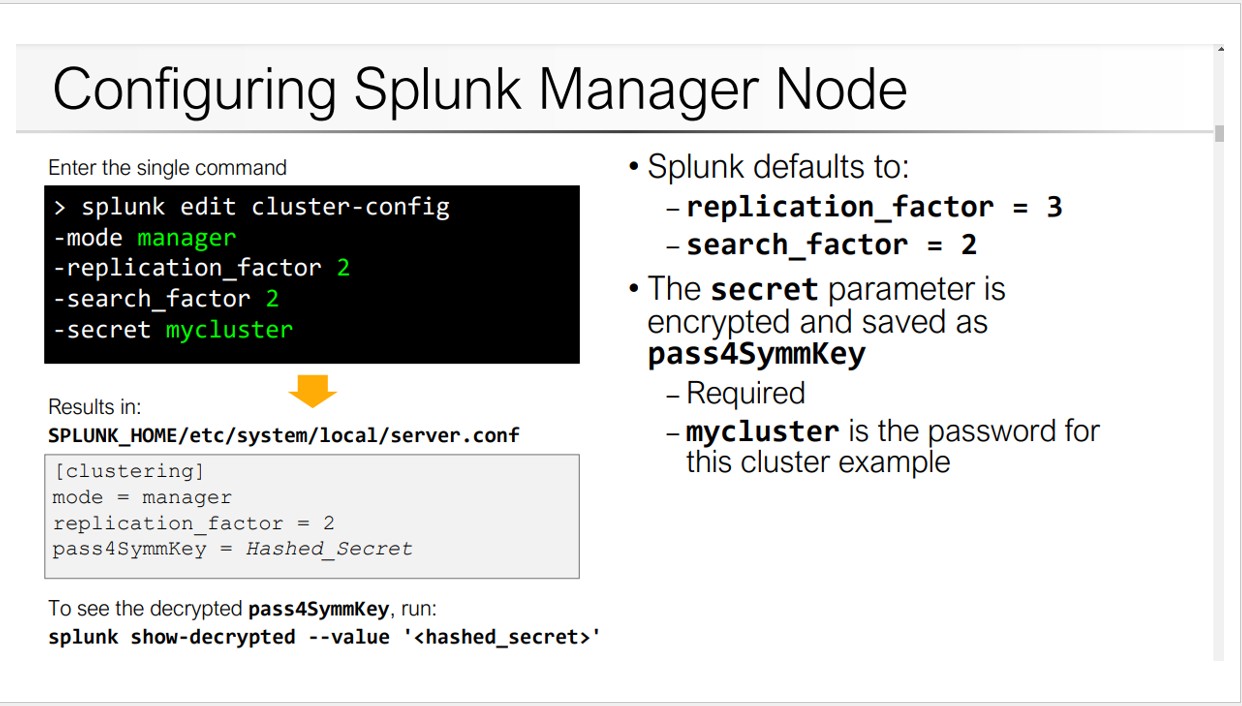 Configuring Splunk Manager Node
Enter the single command
> splunk edit cluster-config
-mode manager
-replication_factor 2
-search_factor 2
-secret mycluster
Results in:
SPLUNK_HOME/etc/system/local/server.conf
[clustering]
mode = manager
replication_factor = 2
pass4SymmKey = Hashed_Secret
To see the decrypted pass4SymmKey, run:
splunk show-decrypted --value '<hashed_secret>'
• Splunk defaults to:
– replication_factor = 3
– search_factor = 2
• The secret parameter is
encrypted and saved as
pass4SymmKey
– Required
– mycluster is the password for
this cluster example